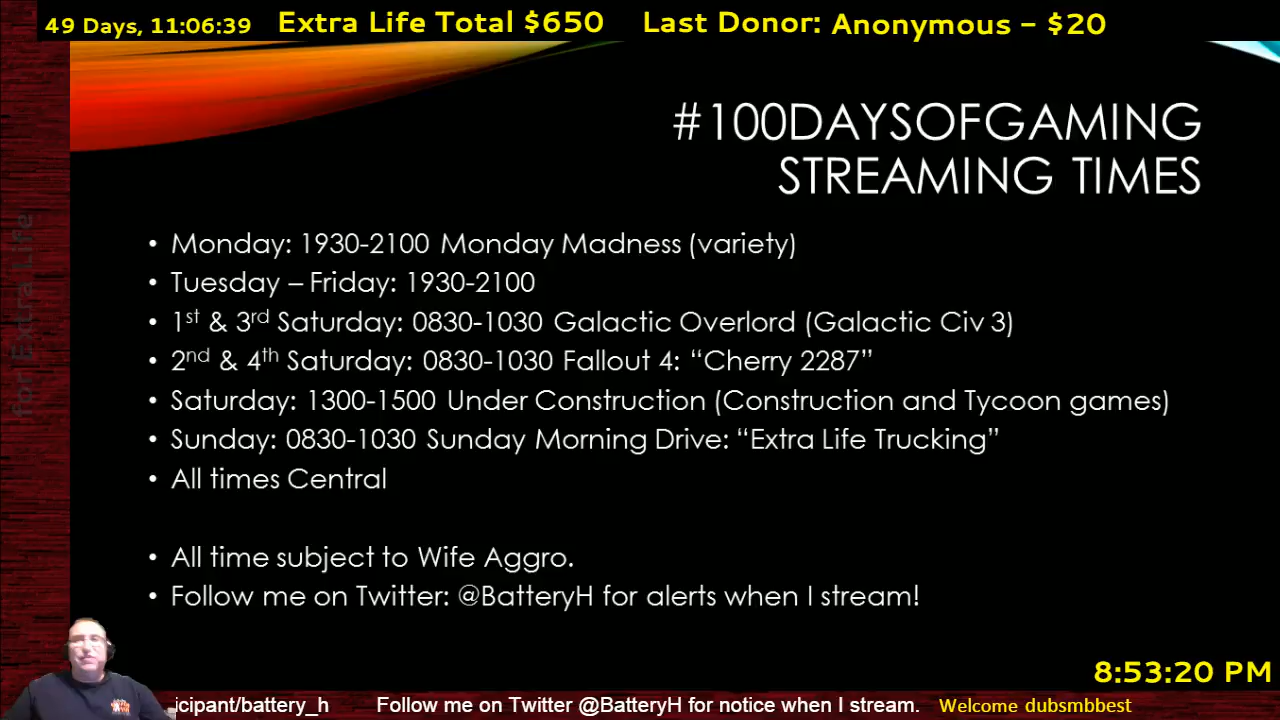 49 Days, 11:06:39 Extra Life Total $650 Last Donor: Anonymous - $20
#100DAYSOFGAMING
STREAMING TIMES
• Monday: 1930-2100 Monday Madness (variety)
• Tuesday – Friday: 1930-2100
• 1st & 3rd Saturday: 0830-1030 Galactic Overlord (Galactic Civ 3)
• 2nd & 4th Saturday: 0830-1030 Fallout 4: “Cherry 2287”
• Saturday: 1300-1500 Under Construction (Construction and Tycoon games)
• Sunday: 0830-1030 Sunday Morning Drive: “Extra Life Trucking”
• All times Central
• All time subject to Wife Aggro.
• Follow me on Twitter: @BatteryH for alerts when I stream!
for Extra Life
8:53:20 PM
icipant/battery_h Follow me on Twitter @BatteryH for notice when I stream. Welcome dubsmbbest